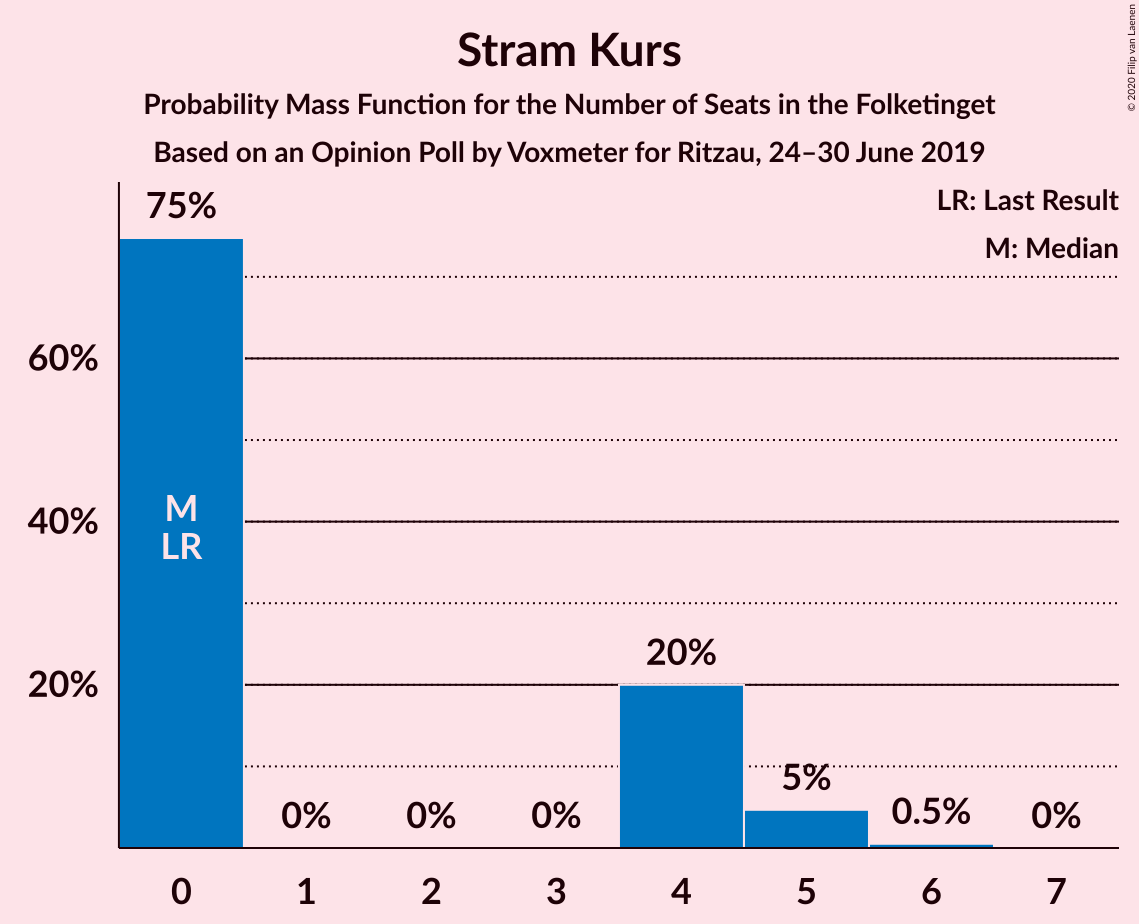 © 2020 Filip van Laenen
Stram Kurs
Probability Mass Function for the Number of Seats in the Folketinget
Based on an Opinion Poll by Voxmeter for Ritzau, 24–30 June 2019
LR: Last Result
M: Median
75%
60%
40%
20%
M
LR
0%
0%
0%
20%
5%
0.5%
0%
0
1
2
3
4
5
6
7